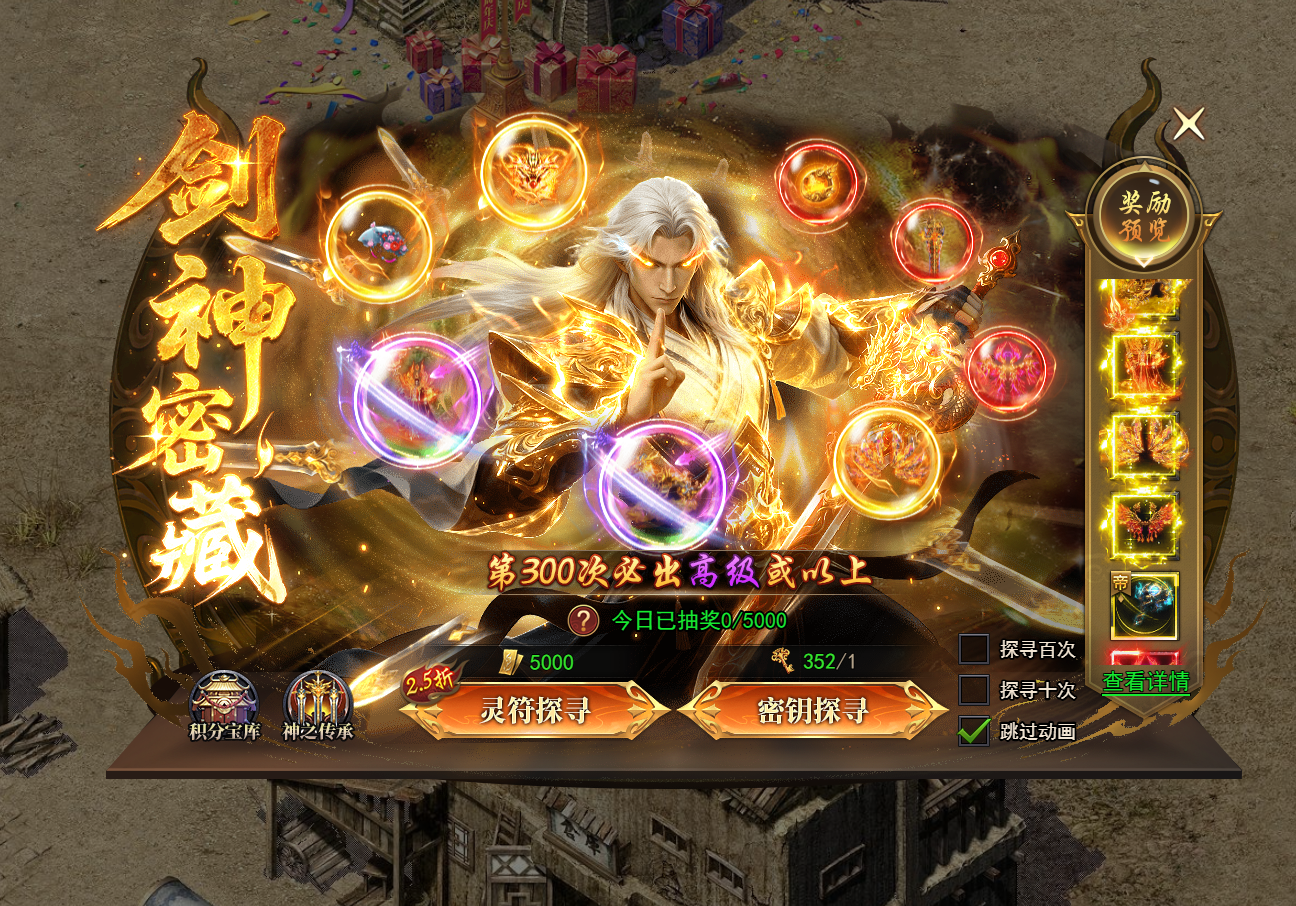 剑神密藏
奖励
预览
第300次必出高级或以上
今日已抽奖0/5000
5000
352/1
2.5折
灵符探寻
密钥探寻
探寻百次
探寻十次
跳过动画
积分宝库
神之传承
帝
查看详情
仓库